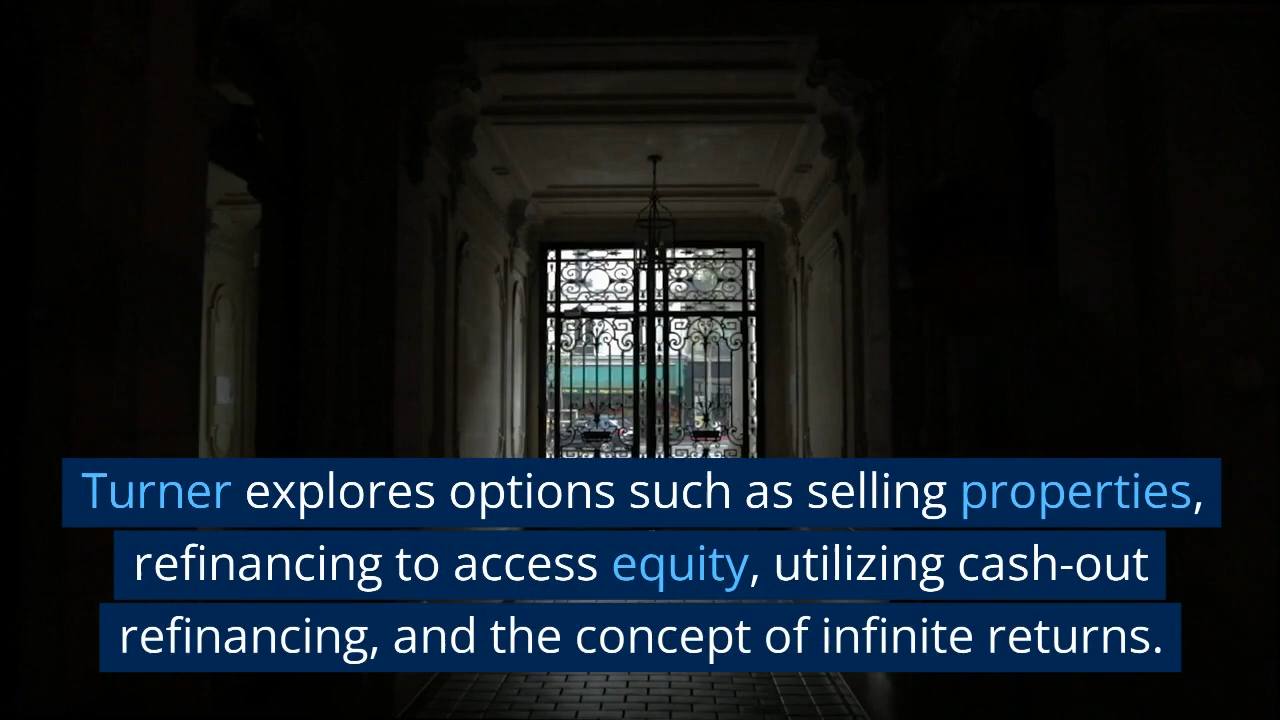 Turner explores options such as selling properties,
refinancing to access equity, utilizing cash-out
refinancing, and the concept of infinite returns.